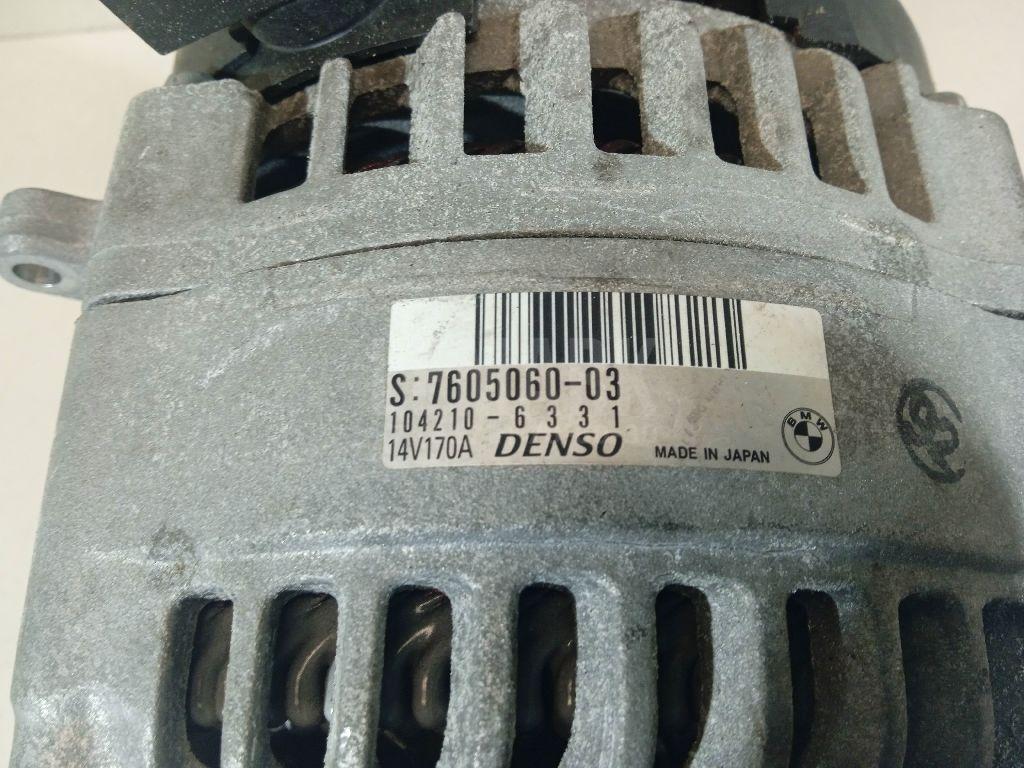 S:7605060-03
104210-6331
14V170A DENSO MADE IN JAPAN
BMW